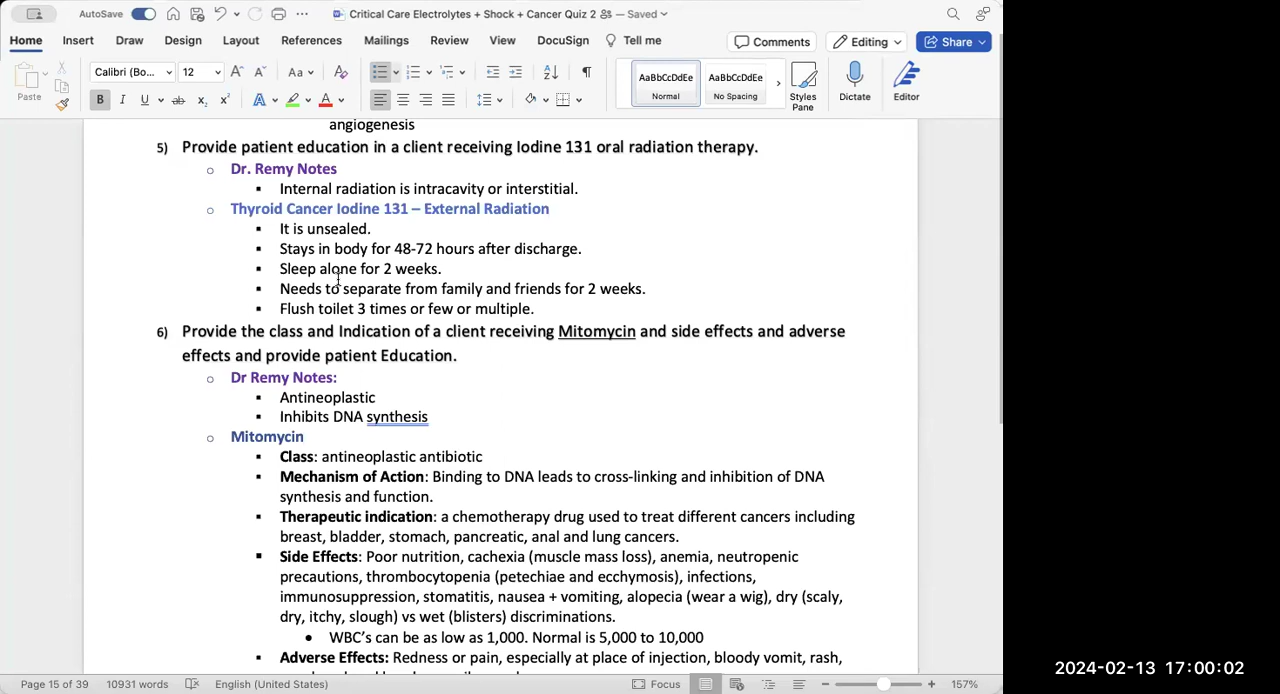 AutoSave
Critical Care Electrolytes + Shock + Cancer Quiz 2 — Saved
Home Insert Draw Design Layout References Mailings Review View DocuSign Tell me Comments Editing Share
Calibri (Bo... 12 A A Aa A AaBbCcDdEe AaBbCcDdEe
Paste B I U ab x₂ x² A A Normal No Spacing Styles Pane Dictate Editor
angiogenesis
5) Provide patient education in a client receiving Iodine 131 oral radiation therapy.
o Dr. Remy Notes
▪ Internal radiation is intracavity or interstitial.
o Thyroid Cancer Iodine 131 – External Radiation
▪ It is unsealed.
▪ Stays in body for 48-72 hours after discharge.
▪ Sleep alone for 2 weeks.
▪ Needs to separate from family and friends for 2 weeks.
▪ Flush toilet 3 times or few or multiple.
6) Provide the class and Indication of a client receiving Mitomycin and side effects and adverse
effects and provide patient Education.
o Dr Remy Notes:
▪ Antineoplastic
▪ Inhibits DNA synthesis
o Mitomycin
▪ Class: antineoplastic antibiotic
▪ Mechanism of Action: Binding to DNA leads to cross-linking and inhibition of DNA
synthesis and function.
▪ Therapeutic indication: a chemotherapy drug used to treat different cancers including
breast, bladder, stomach, pancreatic, anal and lung cancers.
▪ Side Effects: Poor nutrition, cachexia (muscle mass loss), anemia, neutropenic
precautions, thrombocytopenia (petechiae and ecchymosis), infections,
immunosuppression, stomatitis, nausea + vomiting, alopecia (wear a wig), dry (scaly,
dry, itchy, slough) vs wet (blisters) discriminations.
• WBC's can be as low as 1,000. Normal is 5,000 to 10,000
▪ Adverse Effects: Redness or pain, especially at place of injection, bloody vomit, rash,
Page 15 of 39 10931 words English (United States) Focus 157%
2024-02-13 17:00:02